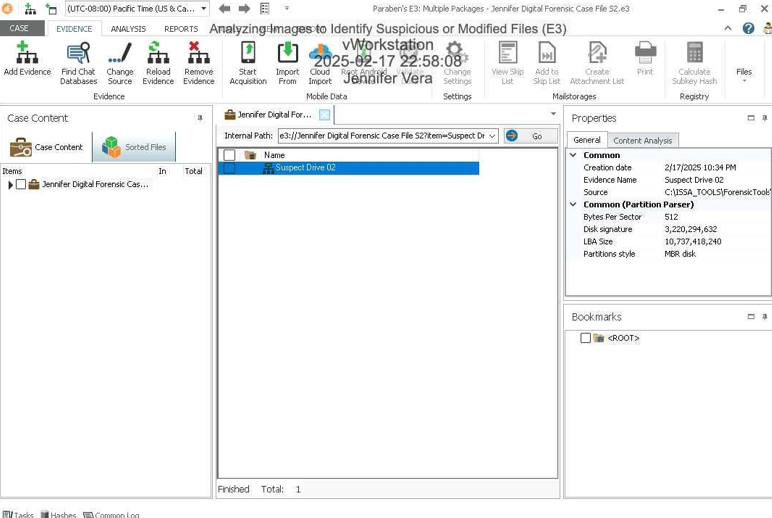 (UTC-08:00) Pacific Time (US & Ca...
Paraben's E3: Multiple Packages - Jennifer Digital Forensic Case File S2.e3
CASE EVIDENCE ANALYSIS REPORTS
Analyzing Images to Identify Suspicious or Modified Files (E3)
vWorkstation
2025-02-17 22:58:08
Jennifer Vera
Add Evidence
Find Chat Databases
Change Source
Reload Evidence
Remove Evidence
Start Acquisition
Import From
Cloud Import
Root Android
Change Settings
View Skip List
Add to Skip List
Create Attachment List
Print
Calculate Subkey Hash
Files
Evidence Mobile Data Settings Mailstorages Registry
Case Content
Case Content Sorted Files
Items In Total
Jennifer Digital Forensic Cas...
Jennifer Digital For...
Internal Path: e3://Jennifer Digital Forensic Case File S2?item=Suspect Dr Go
Name
Suspect Drive 02
Finished Total: 1
Properties
General Content Analysis
Common
Creation date 2/17/2025 10:34 PM
Evidence Name Suspect Drive 02
Source C:\ISSA_TOOLS\ForensicTools\
Common (Partition Parser)
Bytes Per Sector 512
Disk signature 3,220,294,632
LBA Size 10,737,418,240
Partitions style MBR disk
Bookmarks
<ROOT>
Tasks Hashes Common Log